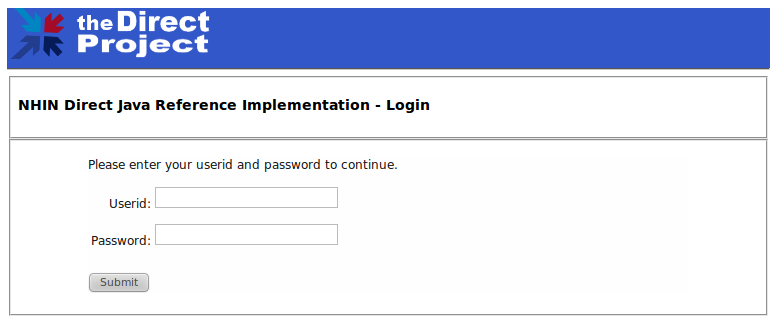 the Direct
Project
NHIN Direct Java Reference Implementation - Login
Please enter your userid and password to continue.
Userid:
Password:
Submit